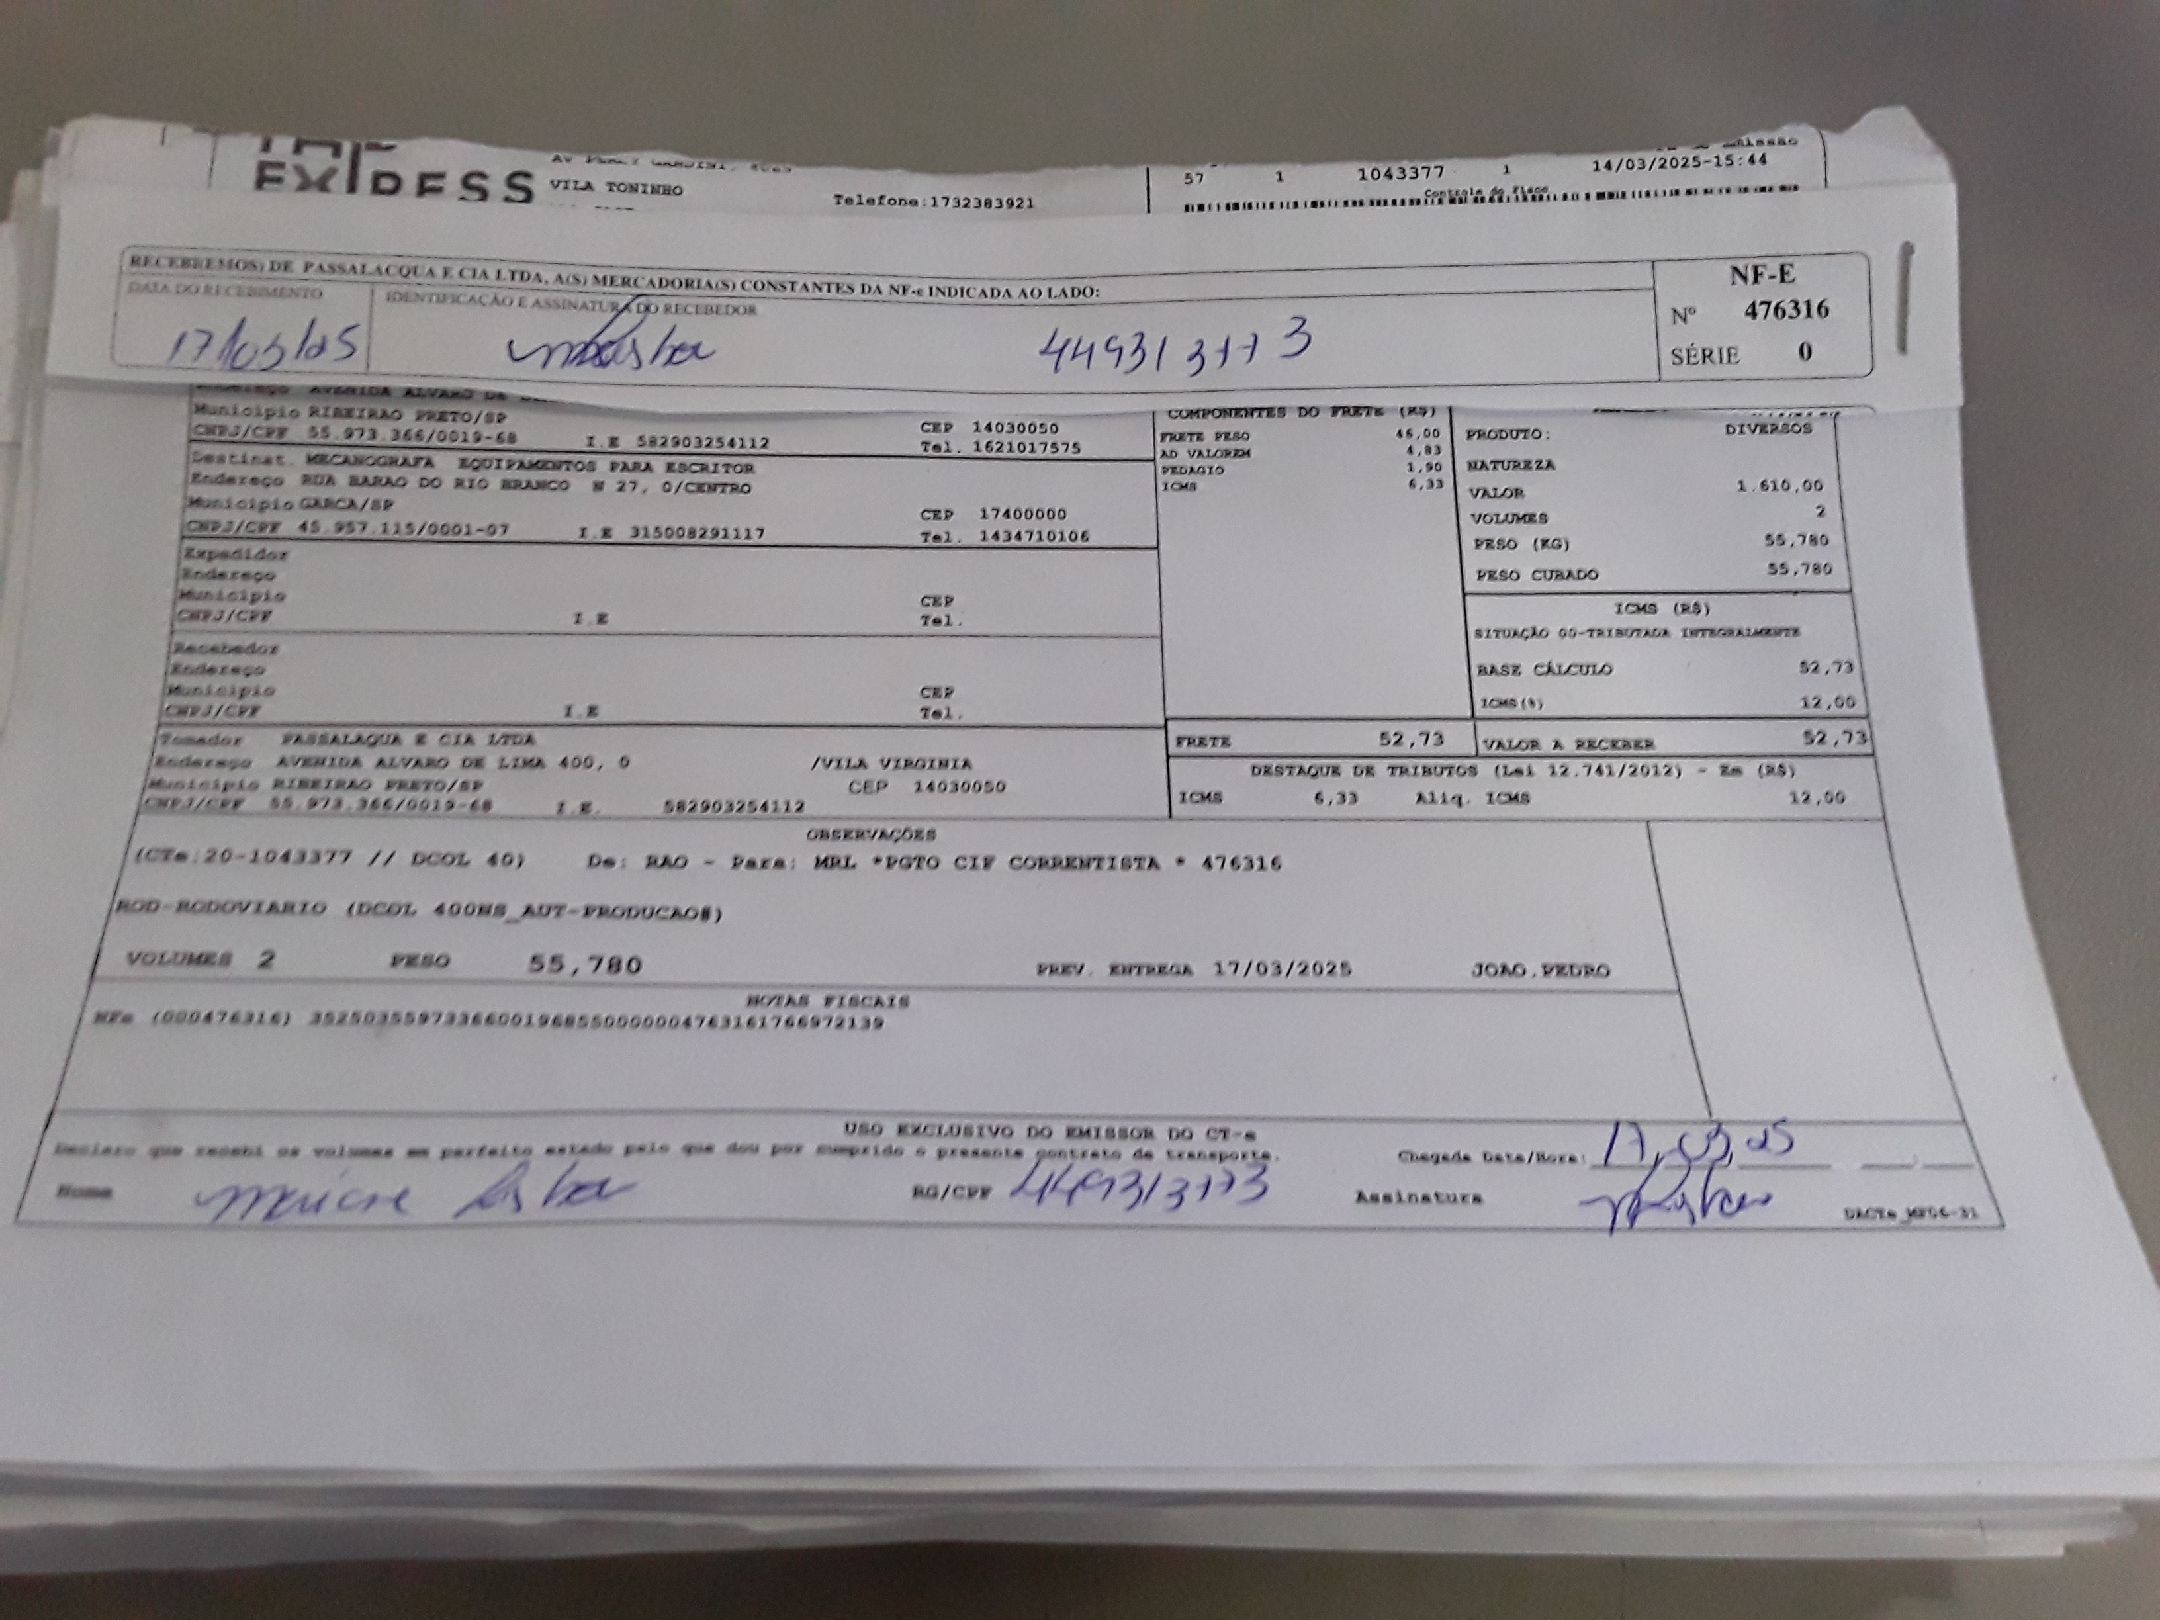 EXPRESS
VILA TONINHO
Telefone:1732383921
57 1 1043377 1 14/03/2025-15:44
Controle do Fisco
RECEBEMOS) DE PASSALACQUA E CIA LTDA, A(S) MERCADORIA(S) CONSTANTES DA NF-e INDICADA AO LADO:
DATA DO RECEBIMENTO
IDENTIFICAÇÃO E ASSINATURA DO RECEBEDOR
17/03/25
449313773
NF-E
Nº 476316
SÉRIE 0
Endereço AVENIDA ALVARO DE
Municipio RIBEIRAO PRETO/SP CEP 14030050
CNPJ/CPF 55.973.366/0019-68 I.E 582903254112 Tel. 1621017575
Destinat. MECANOGRAFA EQUIPAMENTOS PARA ESCRITOR
Endereço RUA BARAO DO RIO BRANCO N 27, 0/CENTRO
Municipio GARCA/SP CEP 17400000
CNPJ/CPF 45.957.115/0001-07 I.E 315008291117 Tel. 1434710106
Expedidor
Endereço
Municipio CEP
CNPJ/CPF I.E Tel.
Recebedor
Endereço
Municipio CEP
CNPJ/CPF I.E Tel.
Tomador PASSALAQUA E CIA LTDA
Endereço AVENIDA ALVARO DE LIMA 400, 0 /VILA VIRGINIA
Municipio RIBEIRAO PRETO/SP CEP 14030050
CNPJ/CPF 55.973.366/0019-68 I.E. 582903254112
COMPONENTES DO FRETE (R$)
FRETE PESO 46,00
AD VALOREM 4,83
PEDAGIO 1,90
ICMS 6,33
PRODUTO: DIVERSOS
NATUREZA
VALOR 1.610,00
VOLUMES 2
PESO (KG) 55,780
PESO CUBADO 55,780
ICMS (R$)
SITUAÇÃO 00-TRIBUTADA INTEGRALMENTE
BASE CÁLCULO 52,73
ICMS(%) 12,00
FRETE 52,73 VALOR A RECEBER 52,73
DESTAQUE DE TRIBUTOS (Lei 12.741/2012) - Em (R$)
ICMS 6,33 Aliq. ICMS 12,00
OBSERVAÇÕES
(CTe:20-1043377 // DCOL 40) De: RAO - Para: MRL *PGTO CIF CORRENTISTA * 476316
ROD-RODOVIARIO (DCOL 400NS_AUT-PRODUCAO#)
VOLUMES 2 PESO 55,780 PREV. ENTREGA 17/03/2025 JOAO.PEDRO
NOTAS FISCAIS
NFe (000476316) 35250355973366001968550000004763161766972139
USO EXCLUSIVO DO EMISSOR DO CT-e
Declaro que recebi os volumes em perfeito estado pelo que dou por cumprido o presente contrato de transporte. Chegada Data/Hora: 17,03,25
Nome RG/CPF 449313773 Assinatura